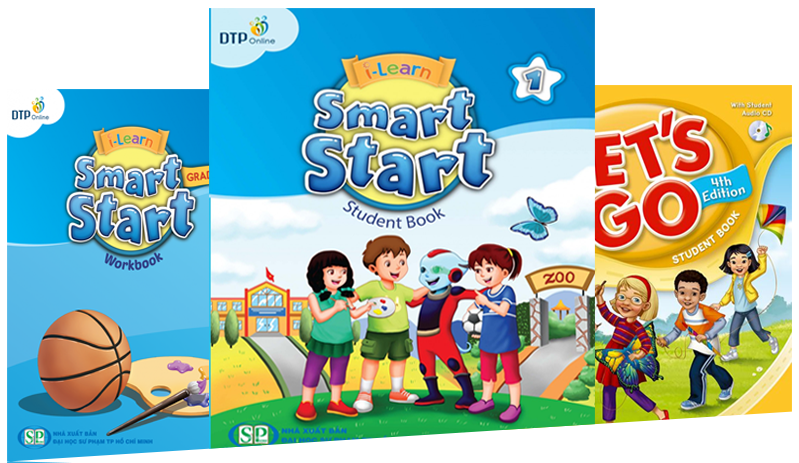 DTP Online
i-Learn
Smart
Start
GRAD
Workbook
SP
NHÀ XUẤT BẢN
ĐẠI HỌC SƯ PHẠM TP HỒ CHÍ MINH
DTP Online
i-Learn
1
Smart
Start
Student Book
ZOO
SP
NHÀ XUẤT BẢN
With Student
Audio CD
ET'S
GO
4th
Edition
STUDENT BOOK